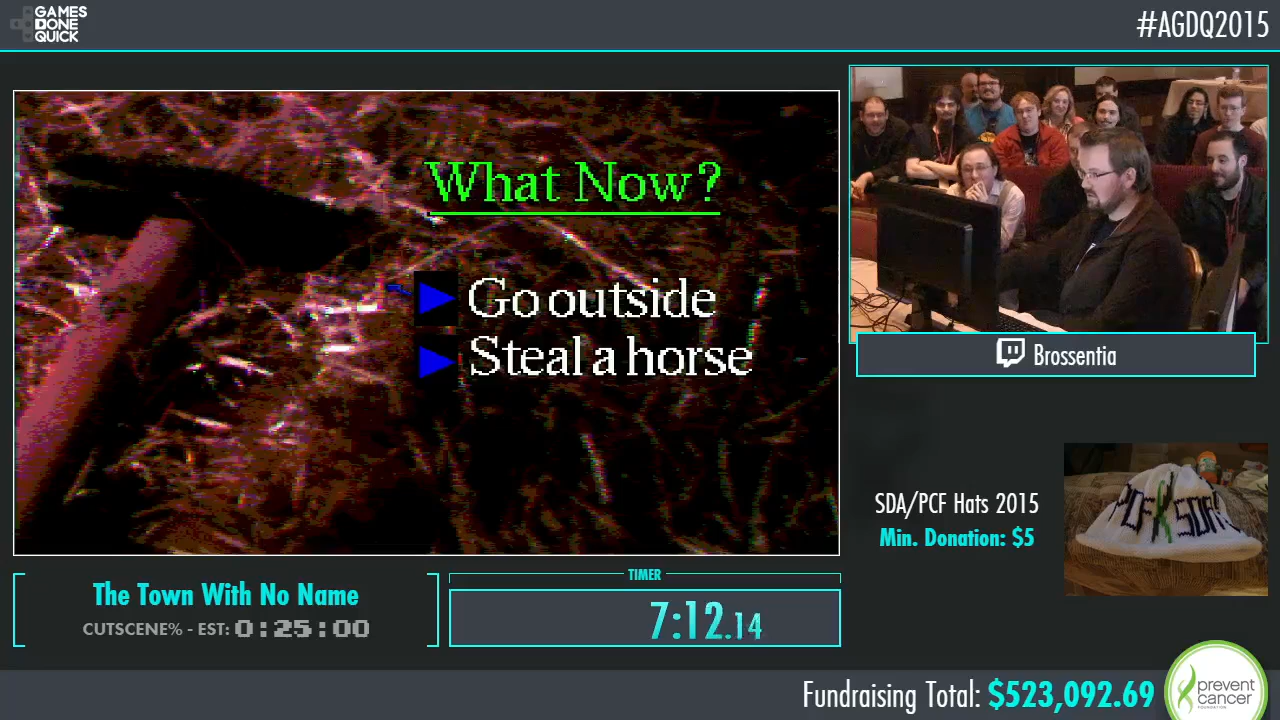 GAMES
DONE
QUICK
#AGDQ2015
What Now?
Go outside
Steal a horse
Brossentia
SDA/PCF Hats 2015
Min. Donation: $5
The Town With No Name
CUTSCENE% - EST: 0:25:00
TIMER
7:12.14
Fundraising Total: $523,092.69
prevent
cancer
FOUNDATION